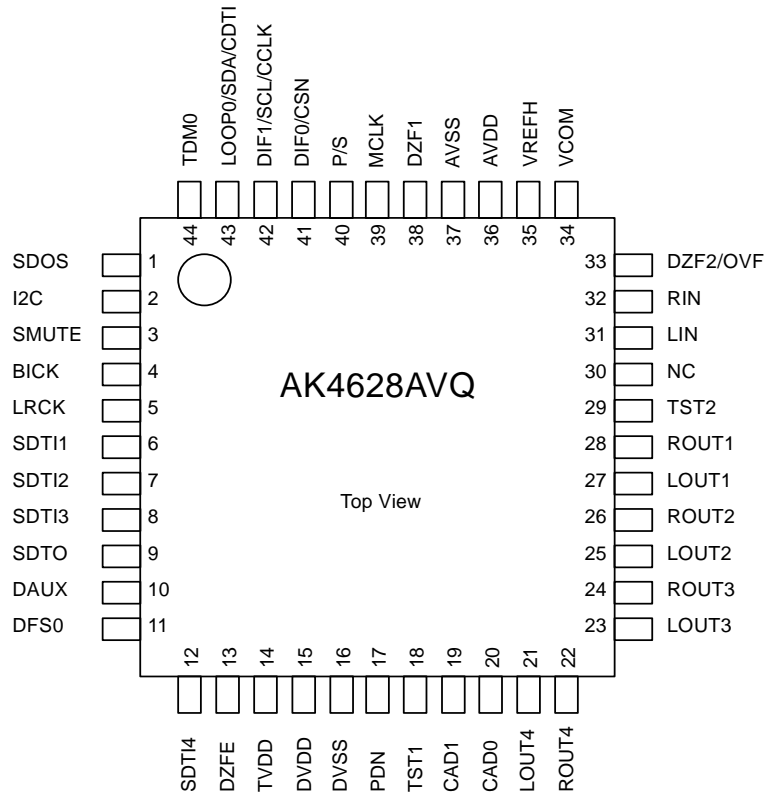 TDM0
LOOP0/SDA/CDTI
DIF1/SCL/CCLK
DIF0/CSN
P/S
MCLK
DZF1
AVSS
AVDD
VREFH
VCOM
44 43 42 41 40 39 38 37 36 35 34
SDOS 1 33 DZF2/OVF
I2C 2 32 RIN
SMUTE 3 31 LIN
BICK 4 30 NC
LRCK 5 29 TST2
SDTI1 6 28 ROUT1
SDTI2 7 27 LOUT1
SDTI3 8 26 ROUT2
SDTO 9 25 LOUT2
DAUX 10 24 ROUT3
DFS0 11 23 LOUT3
AK4628AVQ
Top View
12 13 14 15 16 17 18 19 20 21 22
SDTI4
DZFE
TVDD
DVDD
DVSS
PDN
TST1
CAD1
CAD0
LOUT4
ROUT4